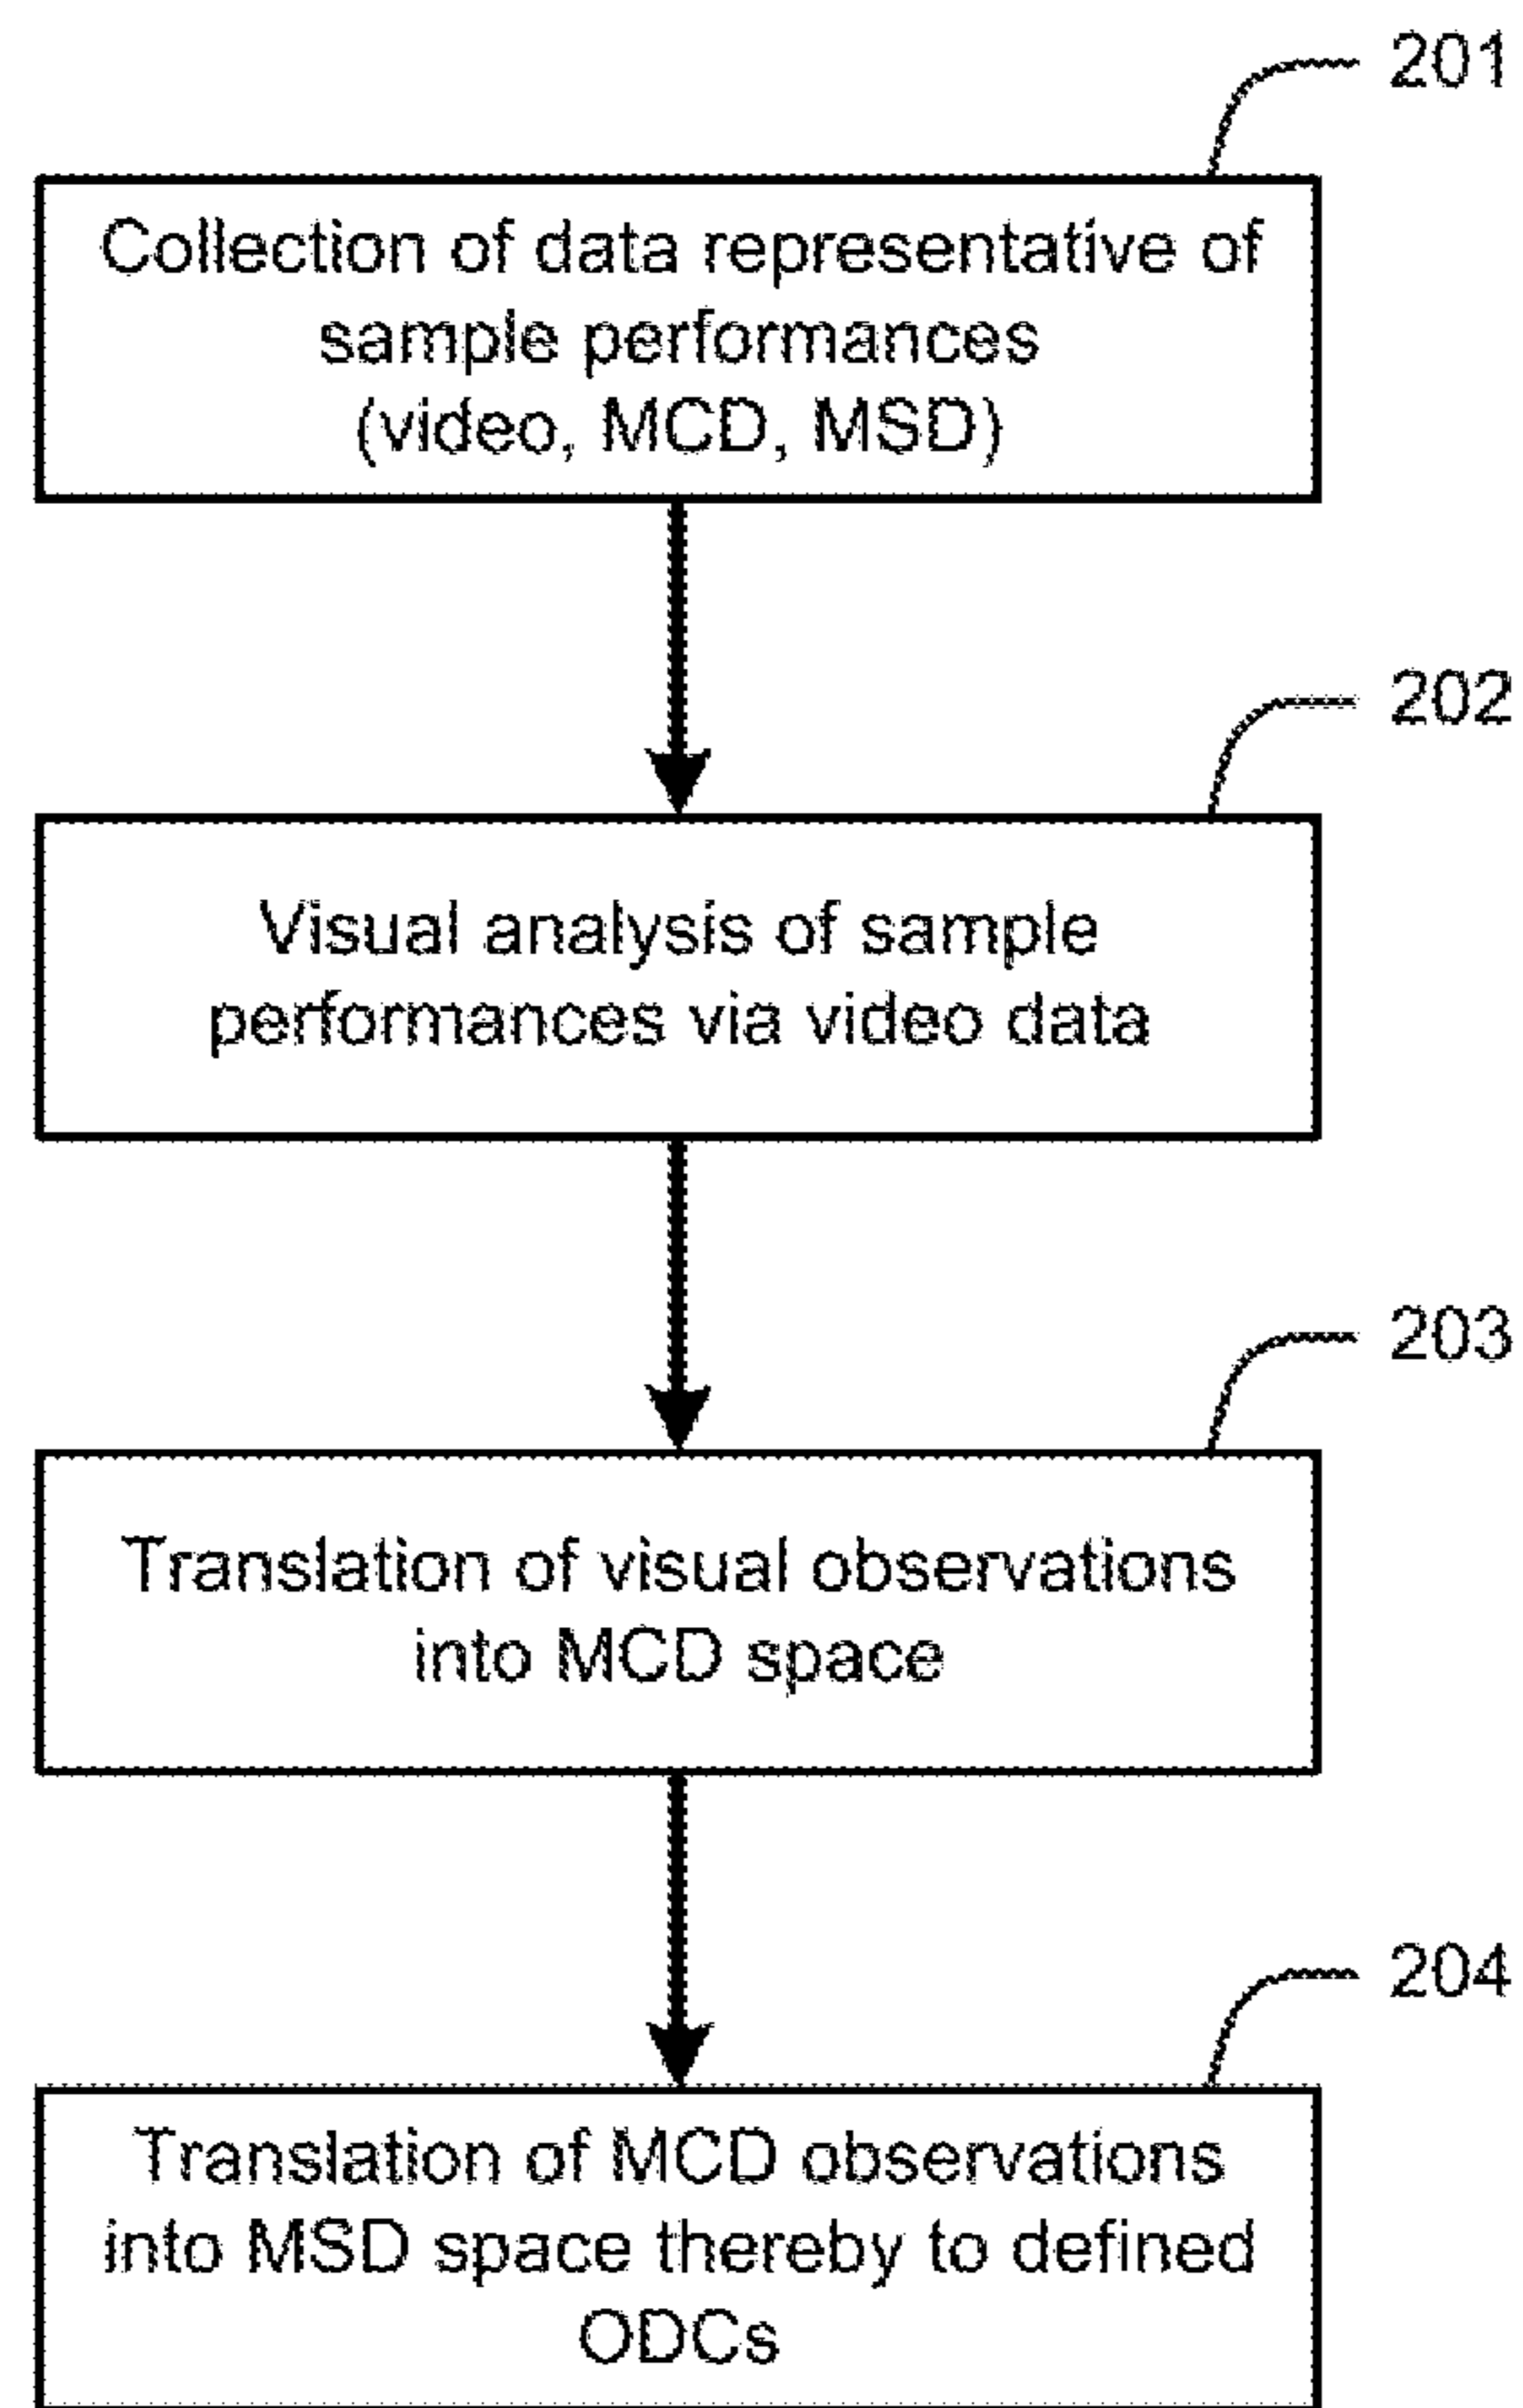 201
Collection of data representative of
sample performances
(video, MCD, MSD)
202
Visual analysis of sample
performances via video data
203
Translation of visual observations
into MCD space
204
Translation of MCD observations
into MSD space thereby to defined
ODCs